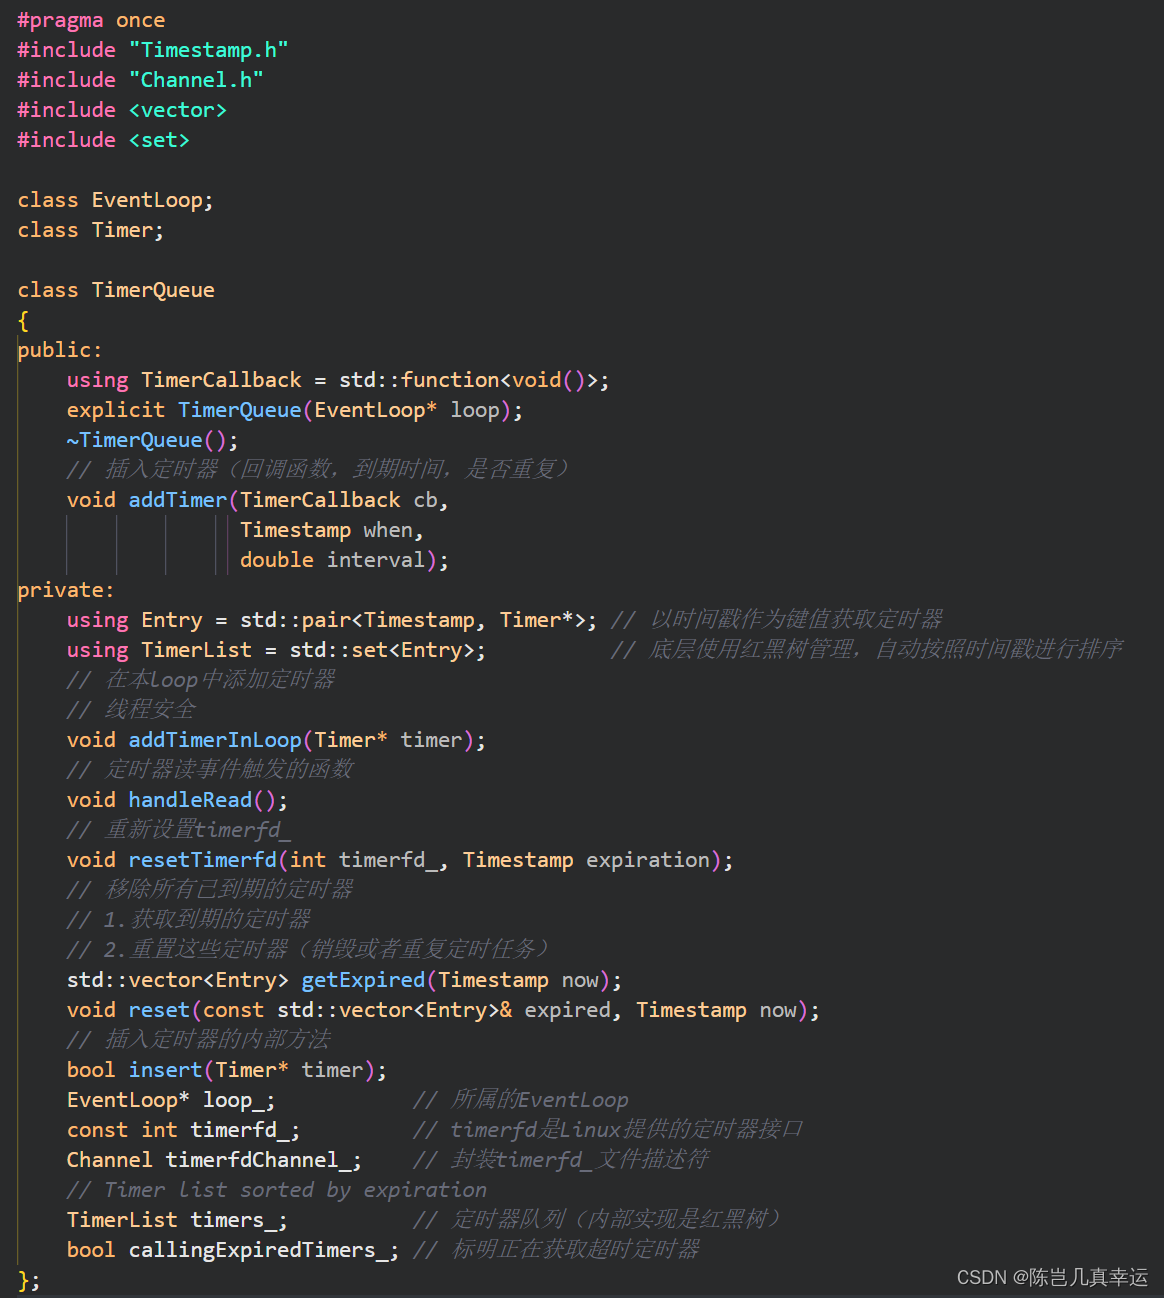 #pragma once
#include "Timestamp.h"
#include "Channel.h"
#include <vector>
#include <set>
class EventLoop;
class Timer;
class TimerQueue
{
public:
    using TimerCallback = std::function<void()>;
    explicit TimerQueue(EventLoop* loop);
    ~TimerQueue();
    // 插入定时器（回调函数，到期时间，是否重复）
    void addTimer(TimerCallback cb,
                  Timestamp when,
                  double interval);
private:
    using Entry = std::pair<Timestamp, Timer*>; // 以时间戳作为键值获取定时器
    using TimerList = std::set<Entry>;          // 底层使用红黑树管理，自动按照时间戳进行排序
    // 在本loop中添加定时器
    // 线程安全
    void addTimerInLoop(Timer* timer);
    // 定时器读事件触发的函数
    void handleRead();
    // 重新设置timerfd_
    void resetTimerfd(int timerfd_, Timestamp expiration);
    // 移除所有已到期的定时器
    // 1.获取到期的定时器
    // 2.重置这些定时器（销毁或者重复定时任务）
    std::vector<Entry> getExpired(Timestamp now);
    void reset(const std::vector<Entry>& expired, Timestamp now);
    // 插入定时器的内部方法
    bool insert(Timer* timer);
    EventLoop* loop_;           // 所属的EventLoop
    const int timerfd_;         // timerfd是Linux提供的定时器接口
    Channel timerfdChannel_;    // 封装timerfd_文件描述符
    // Timer list sorted by expiration
    TimerList timers_;          // 定时器队列（内部实现是红黑树）
    bool callingExpiredTimers_; // 标明正在获取超时定时器
};
CSDN @陈岂几真幸运